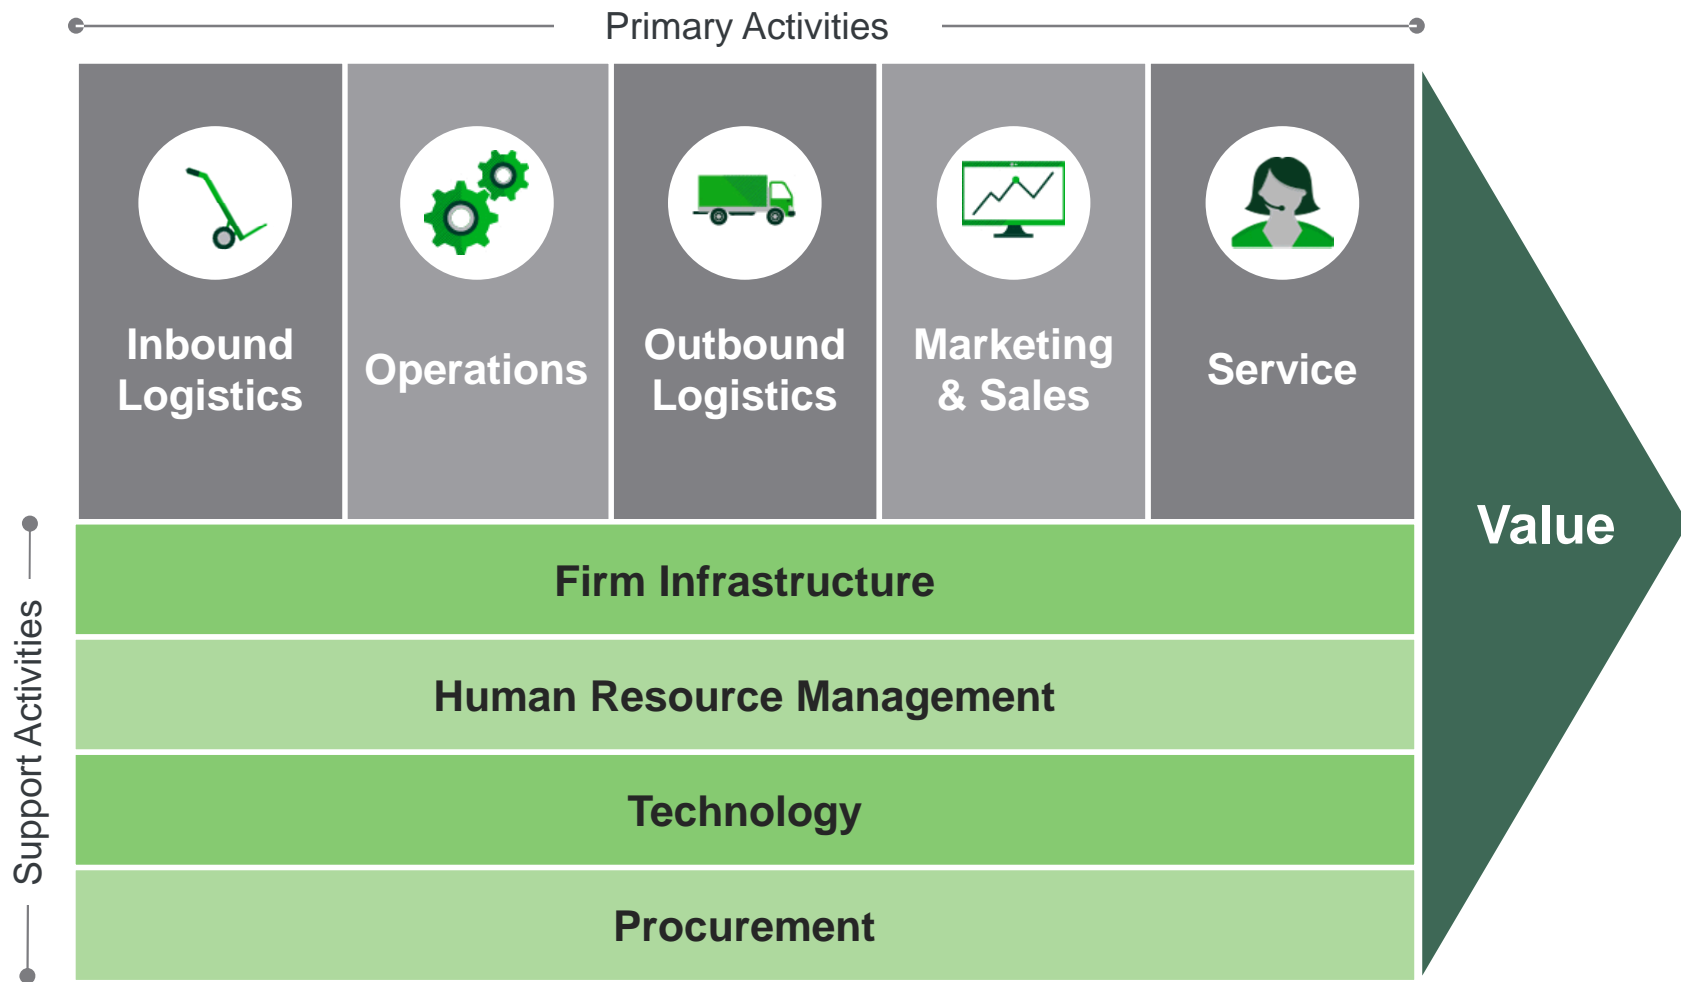 Primary Activities
Inbound
Logistics
Operations
Outbound
Logistics
Marketing
& Sales
Service
Value
Support Activities
Firm Infrastructure
Human Resource Management
Technology
Procurement